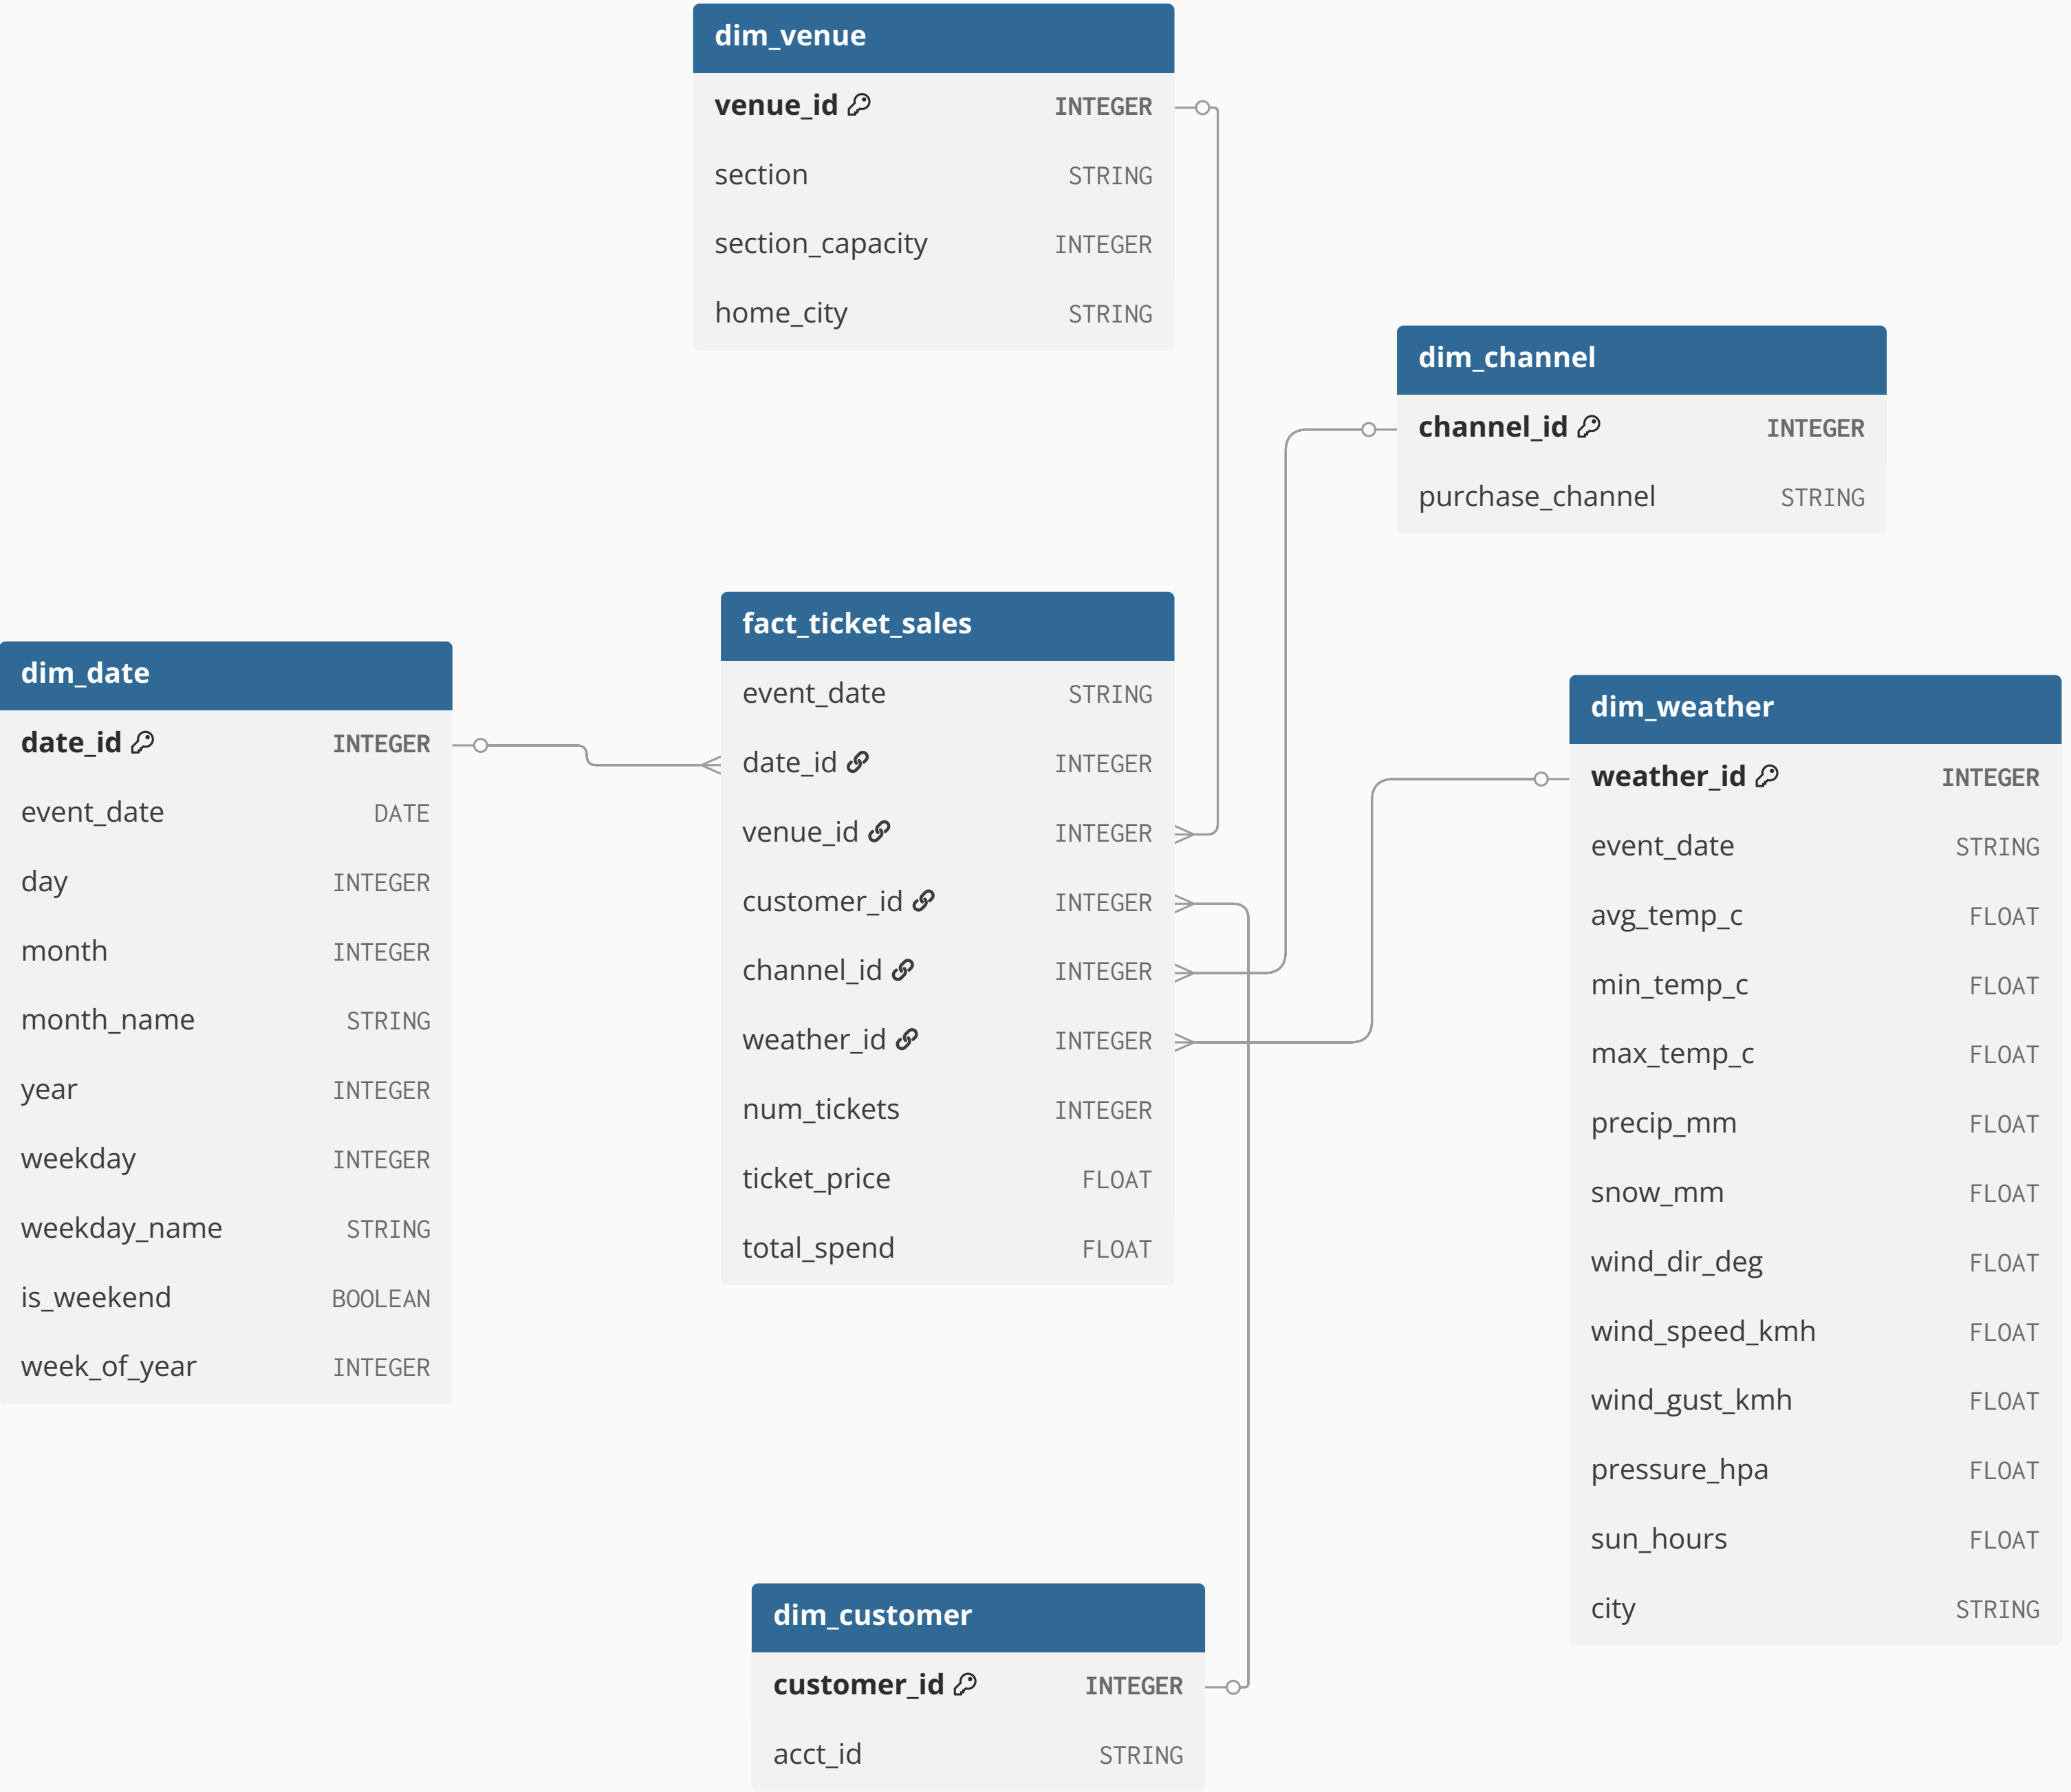 dim_venue
venue_id INTEGER
section STRING
section_capacity INTEGER
home_city STRING
dim_channel
channel_id INTEGER
purchase_channel STRING
fact_ticket_sales
event_date STRING
date_id INTEGER
venue_id INTEGER
customer_id INTEGER
channel_id INTEGER
weather_id INTEGER
num_tickets INTEGER
ticket_price FLOAT
total_spend FLOAT
dim_date
date_id INTEGER
event_date DATE
day INTEGER
month INTEGER
month_name STRING
year INTEGER
weekday INTEGER
weekday_name STRING
is_weekend BOOLEAN
week_of_year INTEGER
dim_weather
weather_id INTEGER
event_date STRING
avg_temp_c FLOAT
min_temp_c FLOAT
max_temp_c FLOAT
precip_mm FLOAT
snow_mm FLOAT
wind_dir_deg FLOAT
wind_speed_kmh FLOAT
wind_gust_kmh FLOAT
pressure_hpa FLOAT
sun_hours FLOAT
city STRING
dim_customer
customer_id INTEGER
acct_id STRING